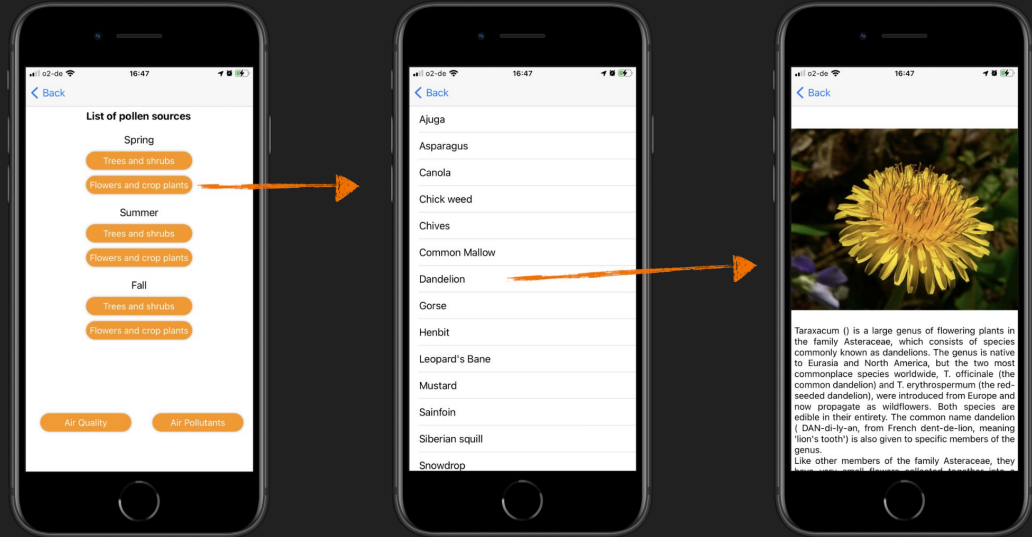 o2-de 16:47
Back
List of pollen sources
Spring
Trees and shrubs
Flowers and crop plants
Summer
Trees and shrubs
Flowers and crop plants
Fall
Trees and shrubs
Flowers and crop plants
Air Quality Air Pollutants
o2-de 16:47
Back
Ajuga
Asparagus
Canola
Chick weed
Chives
Common Mallow
Dandelion
Gorse
Henbit
Leopard's Bane
Mustard
Sainfoin
Siberian squill
Snowdrop
o2-de 16:47
Back
Taraxacum () is a large genus of flowering plants in
the family Asteraceae, which consists of species
commonly known as dandelions. The genus is native
to Eurasia and North America, but the two most
commonplace species worldwide, T. officinale (the
common dandelion) and T. erythrospermum (the red-
seeded dandelion), were introduced from Europe and
now propagate as wildflowers. Both species are
edible in their entirety. The common name dandelion
( DAN-di-ly-ən, from French dent-de-lion, meaning
'lion's tooth') is also given to specific members of the
genus.
Like other members of the family Asteraceae, they
have very small flowers collected together into a